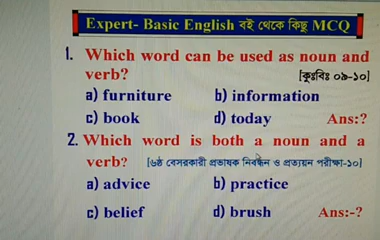 Expert- Basic English বই থেকে কিছু MCQ
1. Which word can be used as noun and
verb? [কুঃবিঃ ০৯-১০]
a) furniture b) information
c) book d) today Ans:?
2. Which word is both a noun and a
verb? [৬ষ্ঠ বেসরকারী প্রভাষক নিবন্ধন ও প্রত্যয়ন পরীক্ষা-১০]
a) advice b) practice
c) belief d) brush Ans:-?